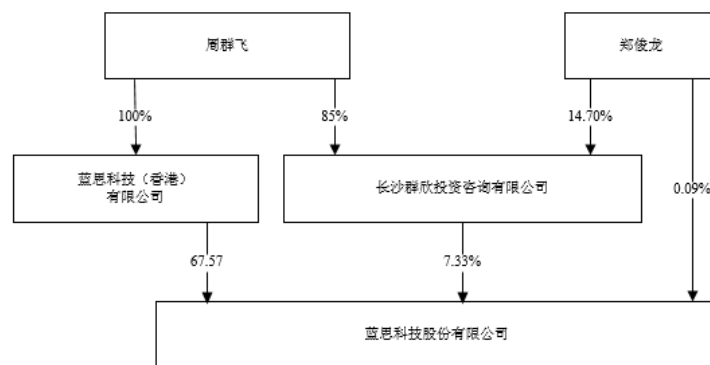 周群飞
郑俊龙
100%
85%
14.70%
蓝思科技（香港）
有限公司
长沙群欣投资咨询有限公司
0.09%
67.57
7.33%
蓝思科技股份有限公司